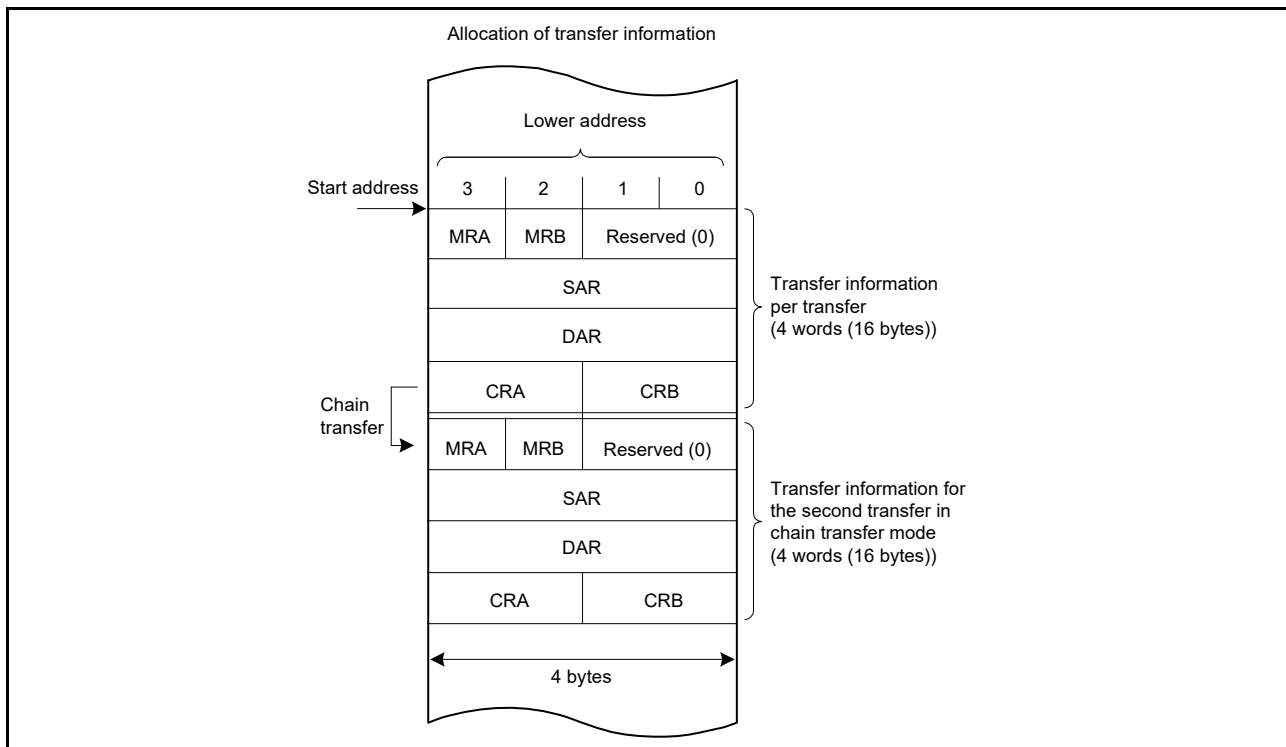 Allocation of transfer information
Lower address
Start address
3 2 1 0
MRA MRB Reserved (0)
SAR
DAR
CRA CRB
Transfer information
per transfer
(4 words (16 bytes))
Chain
transfer
MRA MRB Reserved (0)
SAR
DAR
CRA CRB
Transfer information for
the second transfer in
chain transfer mode
(4 words (16 bytes))
4 bytes